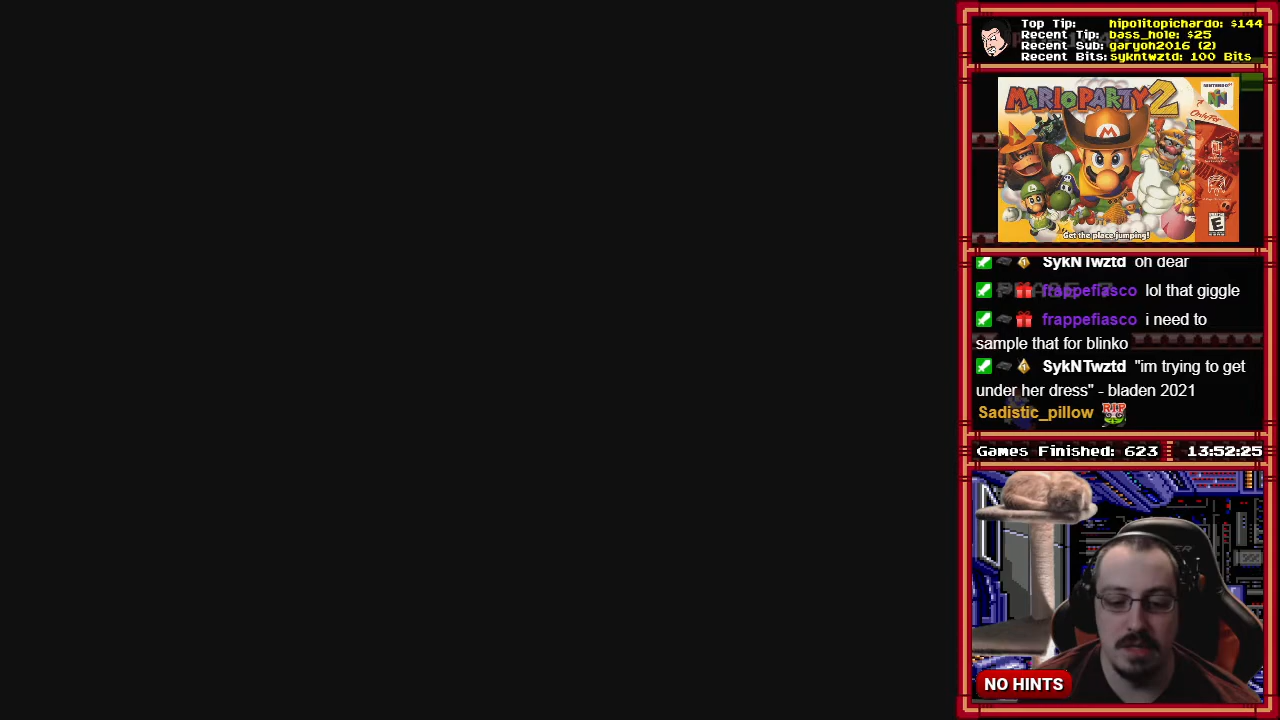 Top Tip: hipolitopichardo: $144
Recent Tip: bass_hole: $25
Recent Sub: garyoh2016 (2)
Recent Bits: sykntwztd: 100 Bits
MARIO PARTY 2
Get the place jumping!
SykNTwztd oh dear
frappefiasco lol that giggle
frappefiasco i need to
sample that for blinko
SykNTwztd "im trying to get
under her dress" - bladen 2021
Sadistic_pillow RIP
Games Finished: 623 13:52:25
NO HINTS